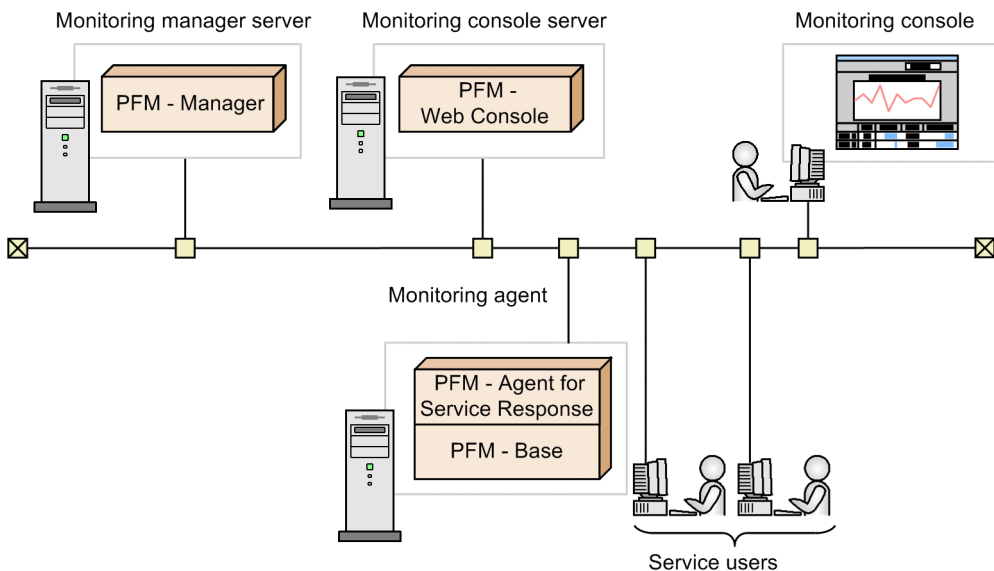 Monitoring manager server
Monitoring console server
Monitoring console
PFM - Manager
PFM -
Web Console
Monitoring agent
PFM - Agent for
Service Response
PFM - Base
Service users